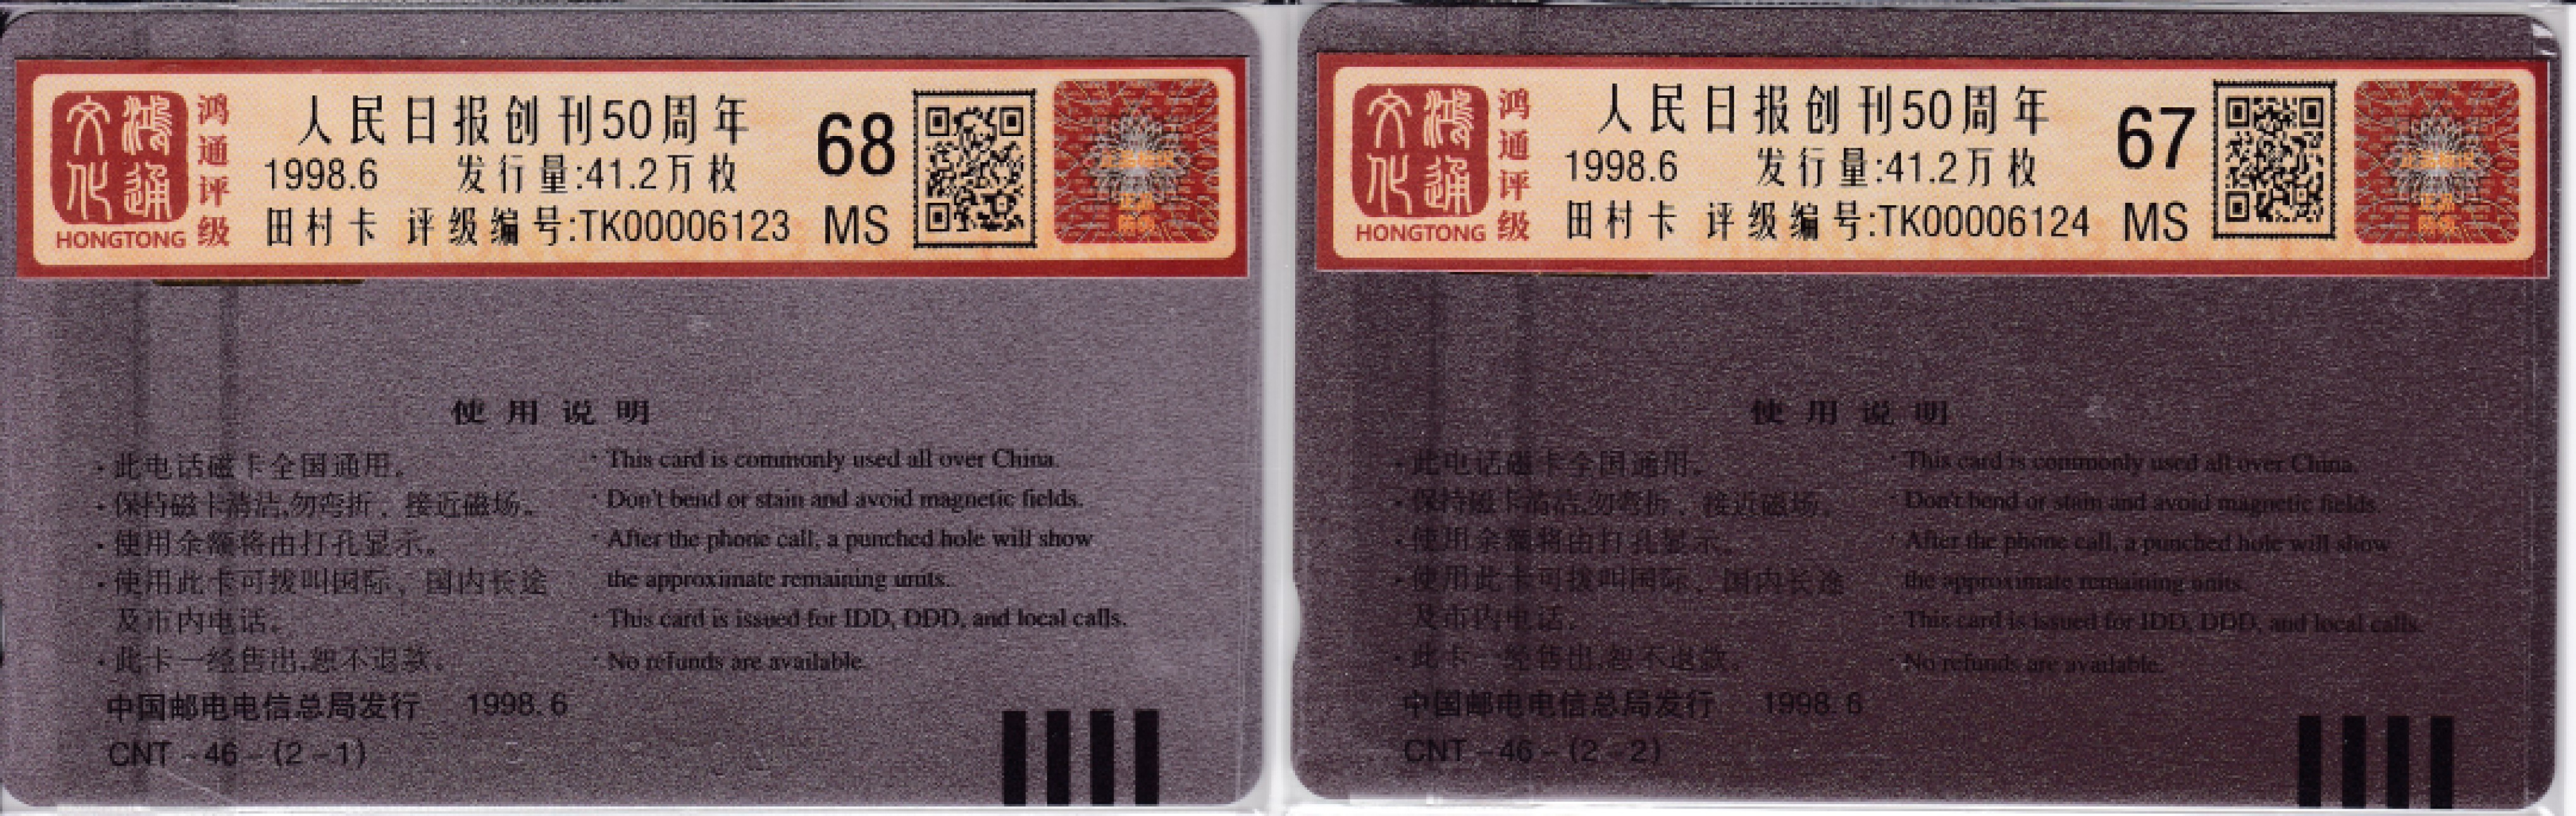 鸿通文化
HONGTONG
鸿通评级
人民日报创刊50周年
1998.6 发行量:41.2万枚
田村卡 评级编号:TK00006123
68
MS
使用说明
·此电话磁卡全国通用。
·保持磁卡清洁,勿弯折，接近磁场。
·使用余额将由打孔显示。
·使用此卡可拨叫国际，国内长途
及市内电话。
·此卡一经售出,恕不退款。
· This card is commonly used all over China.
· Don't bend or stain and avoid magnetic fields.
· After the phone call, a punched hole will show
the approximate remaining units.
· This card is issued for IDD, DDD, and local calls.
· No refunds are available.
中国邮电电信总局发行 1998.6
CNT-46-(2-1)
鸿通文化
HONGTONG
鸿通评级
人民日报创刊50周年
1998.6 发行量:41.2万枚
田村卡 评级编号:TK00006124
67
MS
使用说明
·此电话磁卡全国通用。
·保持磁卡清洁,勿弯折，接近磁场。
·使用余额将由打孔显示。
·使用此卡可拨叫国际，国内长途
及市内电话。
·此卡一经售出,恕不退款。
· This card is commonly used all over China.
· Don't bend or stain and avoid magnetic fields.
· After the phone call, a punched hole will show
the approximate remaining units.
· This card is issued for IDD, DDD, and local calls.
· No refunds are available.
中国邮电电信总局发行 1998.6
CNT-46-(2-2)